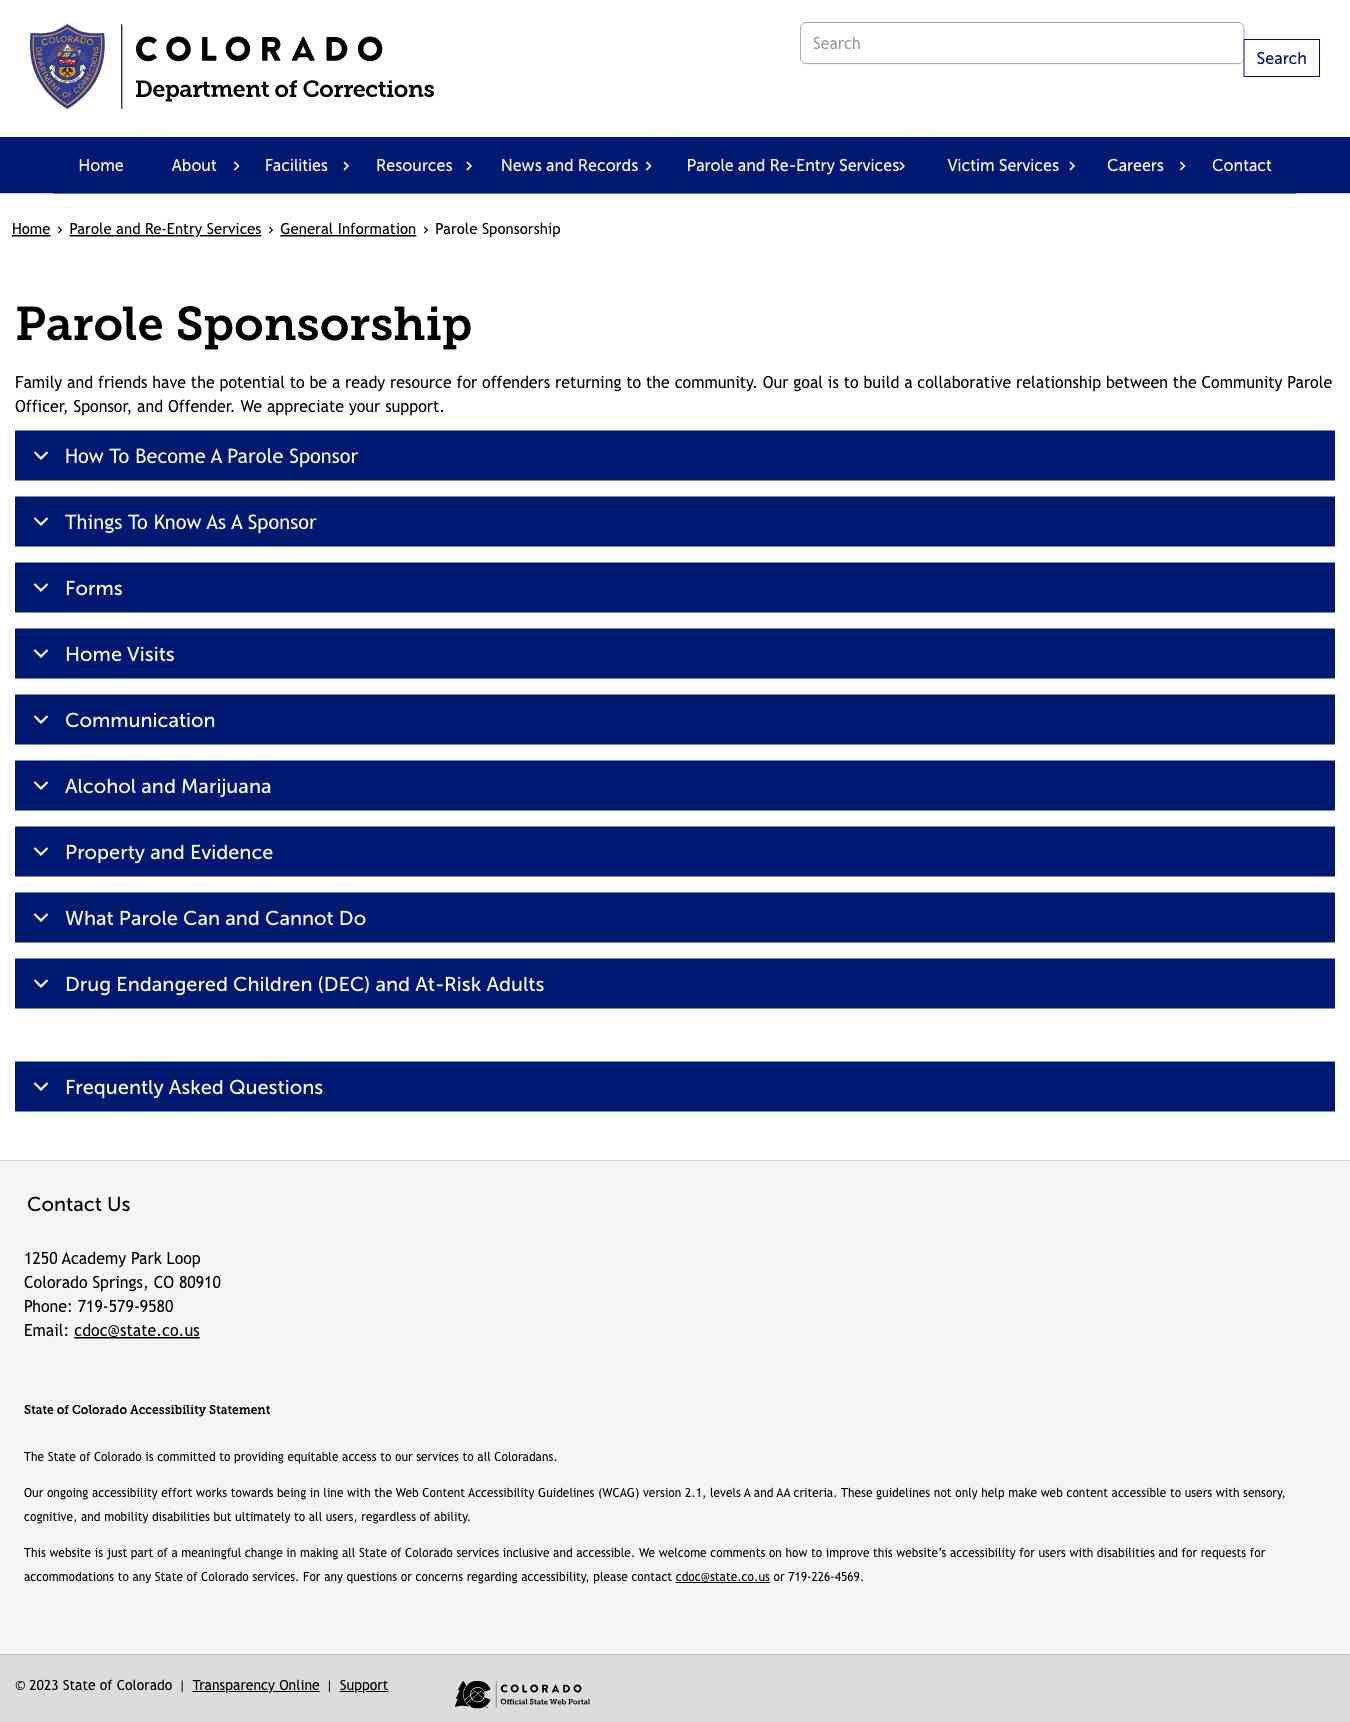 COLORADO
DEPARTMENT OF CORRECTIONS
COLORADO
Department of Corrections
Search
Search
Home About Facilities Resources News and Records Parole and Re-Entry Services Victim Services Careers Contact
Home › Parole and Re-Entry Services › General Information › Parole Sponsorship
Parole Sponsorship
Family and friends have the potential to be a ready resource for offenders returning to the community. Our goal is to build a collaborative relationship between the Community Parole
Officer, Sponsor, and Offender. We appreciate your support.
How To Become A Parole Sponsor
Things To Know As A Sponsor
Forms
Home Visits
Communication
Alcohol and Marijuana
Property and Evidence
What Parole Can and Cannot Do
Drug Endangered Children (DEC) and At-Risk Adults
Frequently Asked Questions
Contact Us
1250 Academy Park Loop
Colorado Springs, CO 80910
Phone: 719-579-9580
Email: cdoc@state.co.us
State of Colorado Accessibility Statement
The State of Colorado is committed to providing equitable access to our services to all Coloradans.
Our ongoing accessibility effort works towards being in line with the Web Content Accessibility Guidelines (WCAG) version 2.1, levels A and AA criteria. These guidelines not only help make web content accessible to users with sensory,
cognitive, and mobility disabilities but ultimately to all users, regardless of ability.
This website is just part of a meaningful change in making all State of Colorado services inclusive and accessible. We welcome comments on how to improve this website’s accessibility for users with disabilities and for requests for
accommodations to any State of Colorado services. For any questions or concerns regarding accessibility, please contact cdoc@state.co.us or 719-226-4569.
© 2023 State of Colorado | Transparency Online | Support
COLORADO
Official State Web Portal